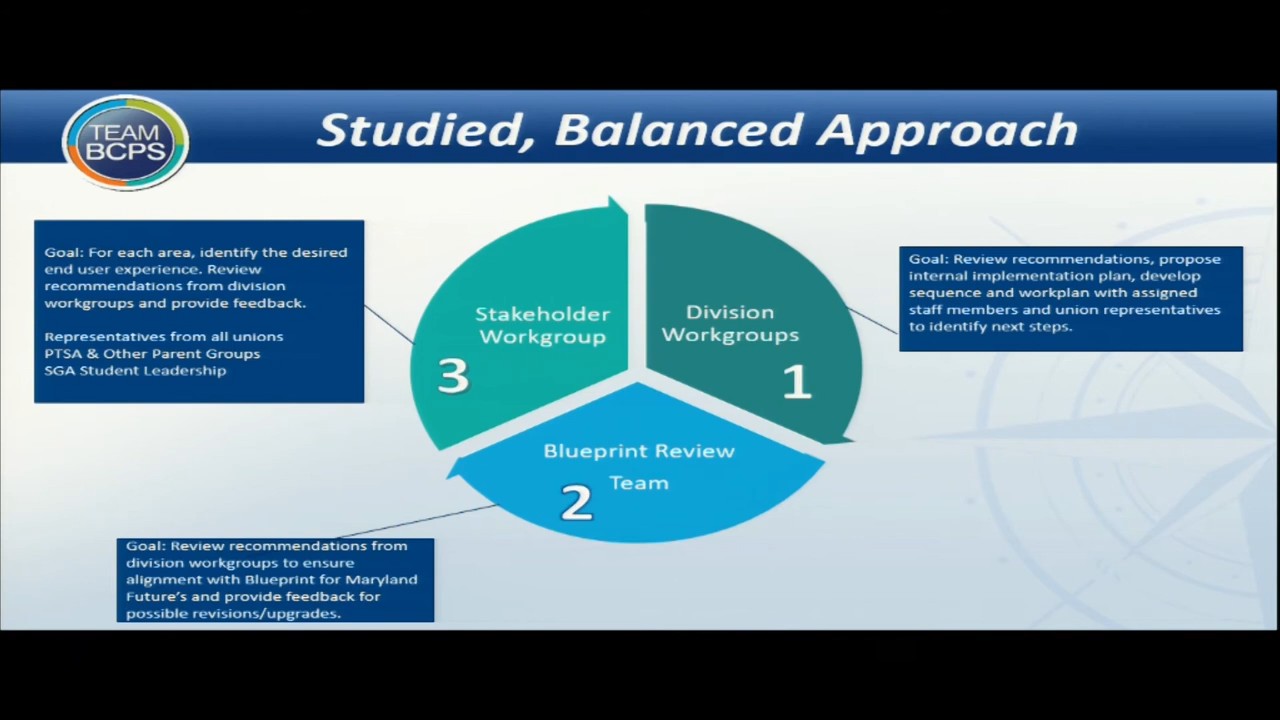 TEAM
BCPS
Studied, Balanced Approach
Goal: For each area, identify the desired
end user experience. Review
recommendations from division
workgroups and provide feedback.
Representatives from all unions
PTSA & Other Parent Groups
SGA Student Leadership
Stakeholder
Workgroup
3
Division
Workgroups
1
Goal: Review recommendations, propose
internal implementation plan, develop
sequence and workplan with assigned
staff members and union representatives
to identify next steps.
Blueprint Review
Team
2
Goal: Review recommendations from
division workgroups to ensure
alignment with Blueprint for Maryland
Future's and provide feedback for
possible revisions/upgrades.